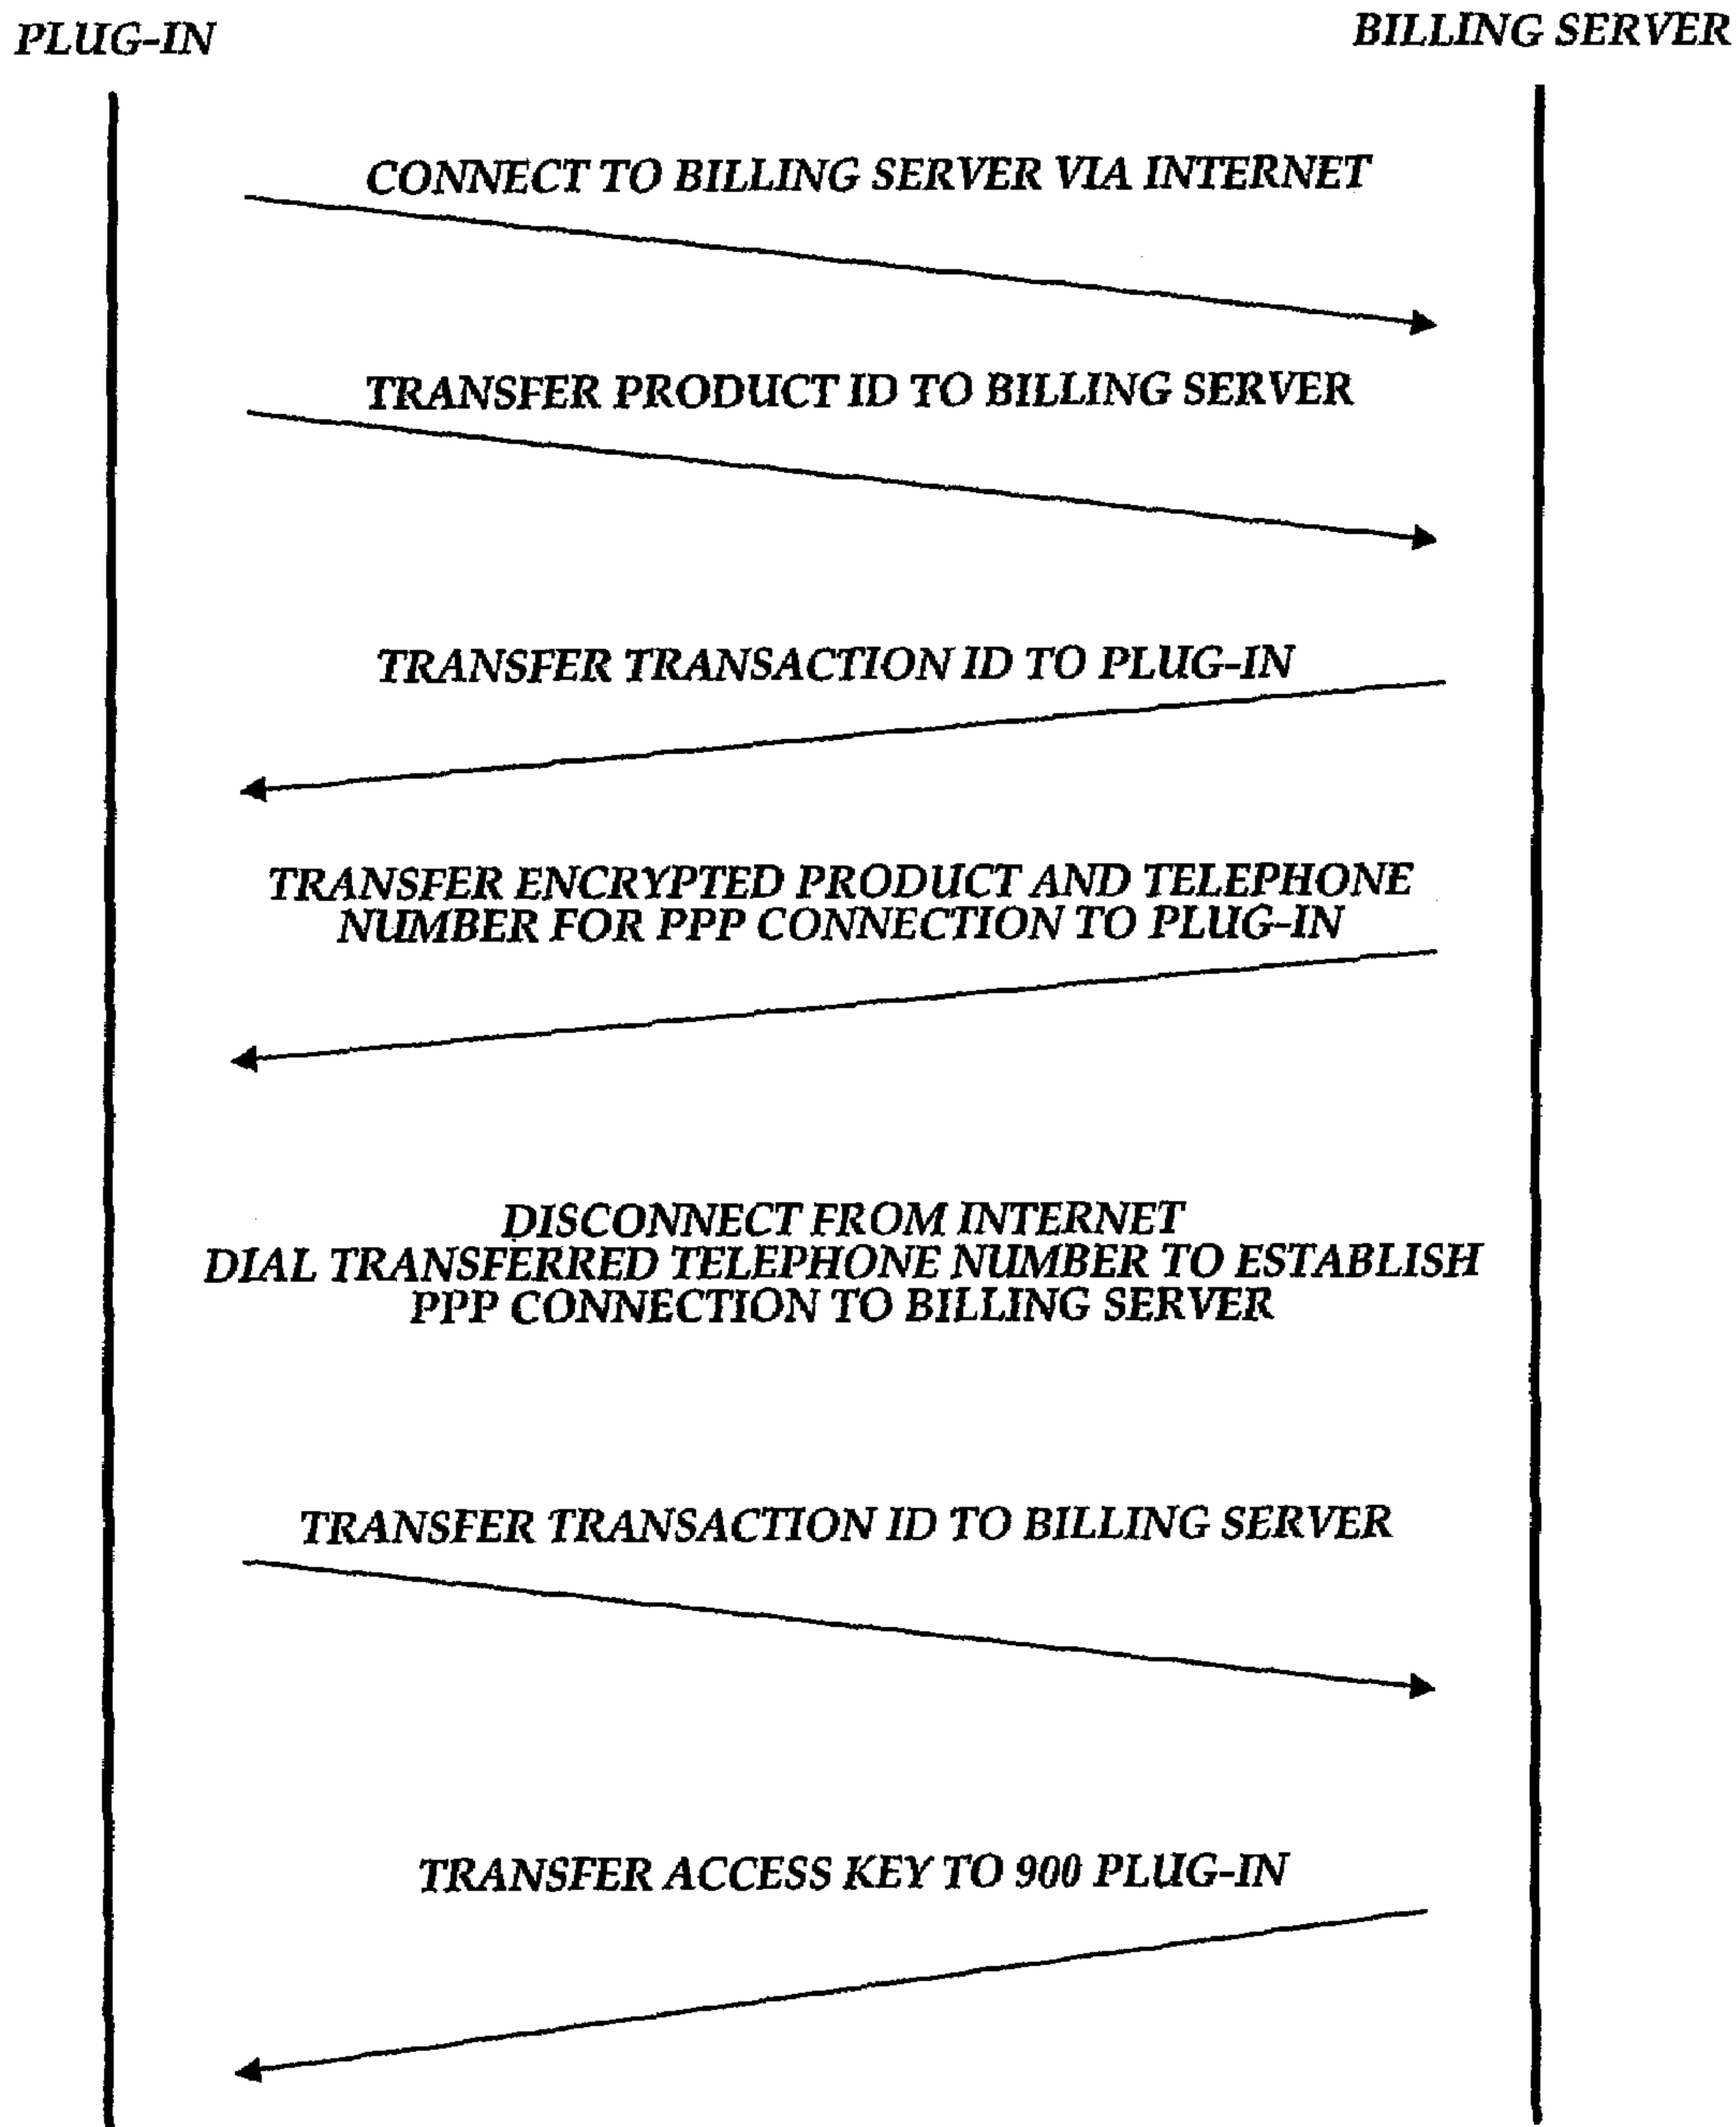 PLUG-IN
BILLING SERVER
CONNECT TO BILLING SERVER VIA INTERNET
TRANSFER PRODUCT ID TO BILLING SERVER
TRANSFER TRANSACTION ID TO PLUG-IN
TRANSFER ENCRYPTED PRODUCT AND TELEPHONE
NUMBER FOR PPP CONNECTION TO PLUG-IN
DISCONNECT FROM INTERNET
DIAL TRANSFERRED TELEPHONE NUMBER TO ESTABLISH
PPP CONNECTION TO BILLING SERVER
TRANSFER TRANSACTION ID TO BILLING SERVER
TRANSFER ACCESS KEY TO 900 PLUG-IN